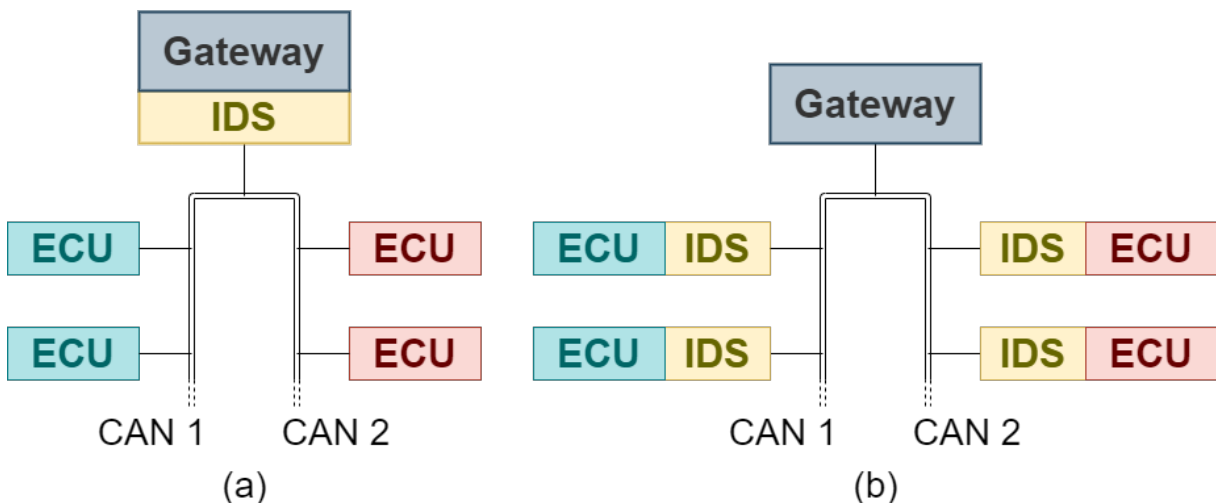 Gateway
IDS
ECU
ECU
ECU
ECU
CAN 1
CAN 2
(a)
Gateway
ECU IDS
IDS ECU
ECU IDS
IDS ECU
CAN 1
CAN 2
(b)